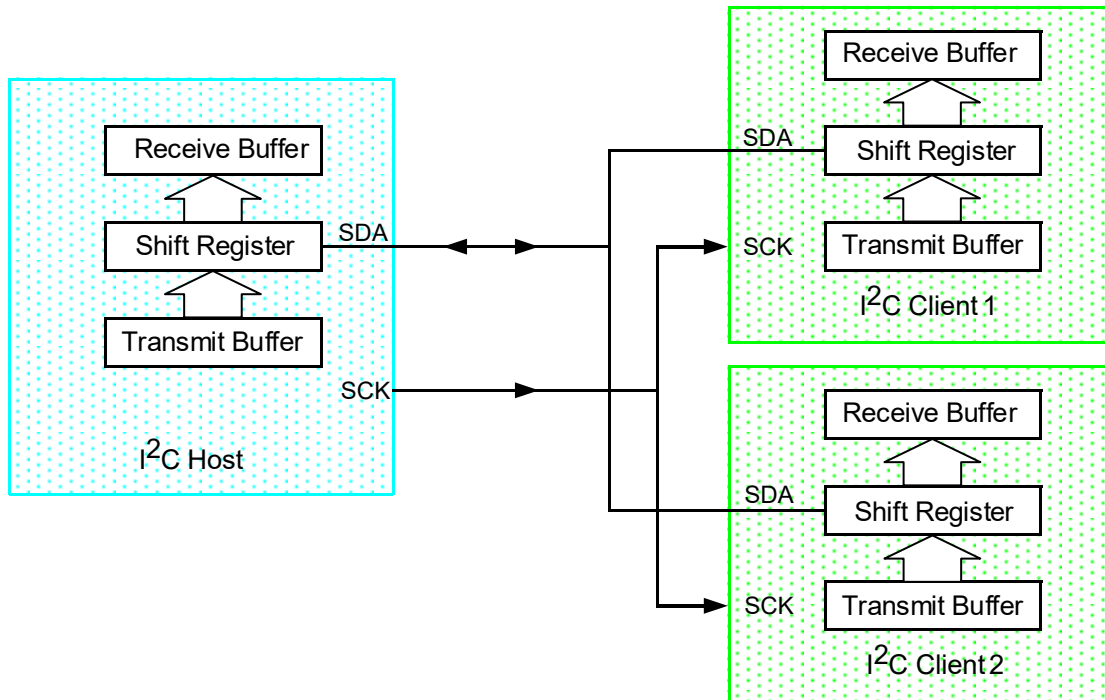 Receive Buffer
Shift Register
SDA
Transmit Buffer
SCK
I²C Host
Receive Buffer
SDA
Shift Register
SCK
Transmit Buffer
I²C Client 1
Receive Buffer
SDA
Shift Register
SCK
Transmit Buffer
I²C Client 2